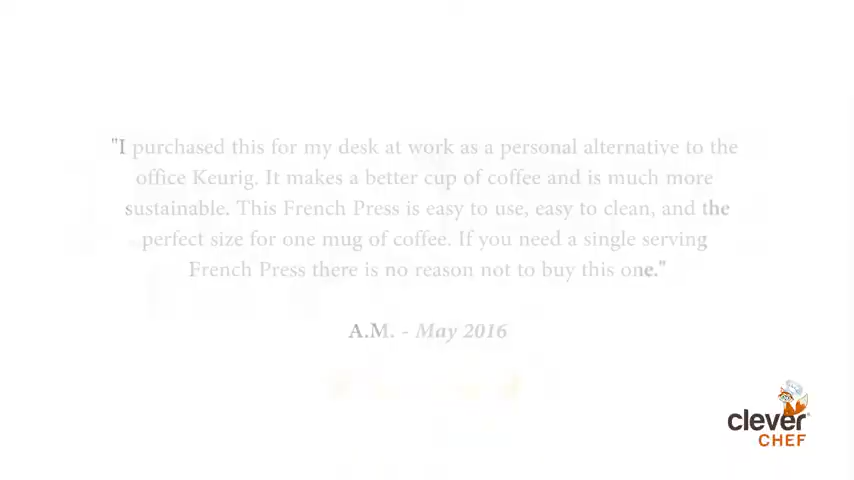 "I purchased this for my desk at work as a personal alternative to the
office Keurig. It makes a better cup of coffee and is much more
sustainable. This French Press is easy to use, easy to clean, and the
perfect size for one mug of coffee. If you need a single serving
French Press there is no reason not to buy this one."
A.M. - May 2016
clever
CHEF